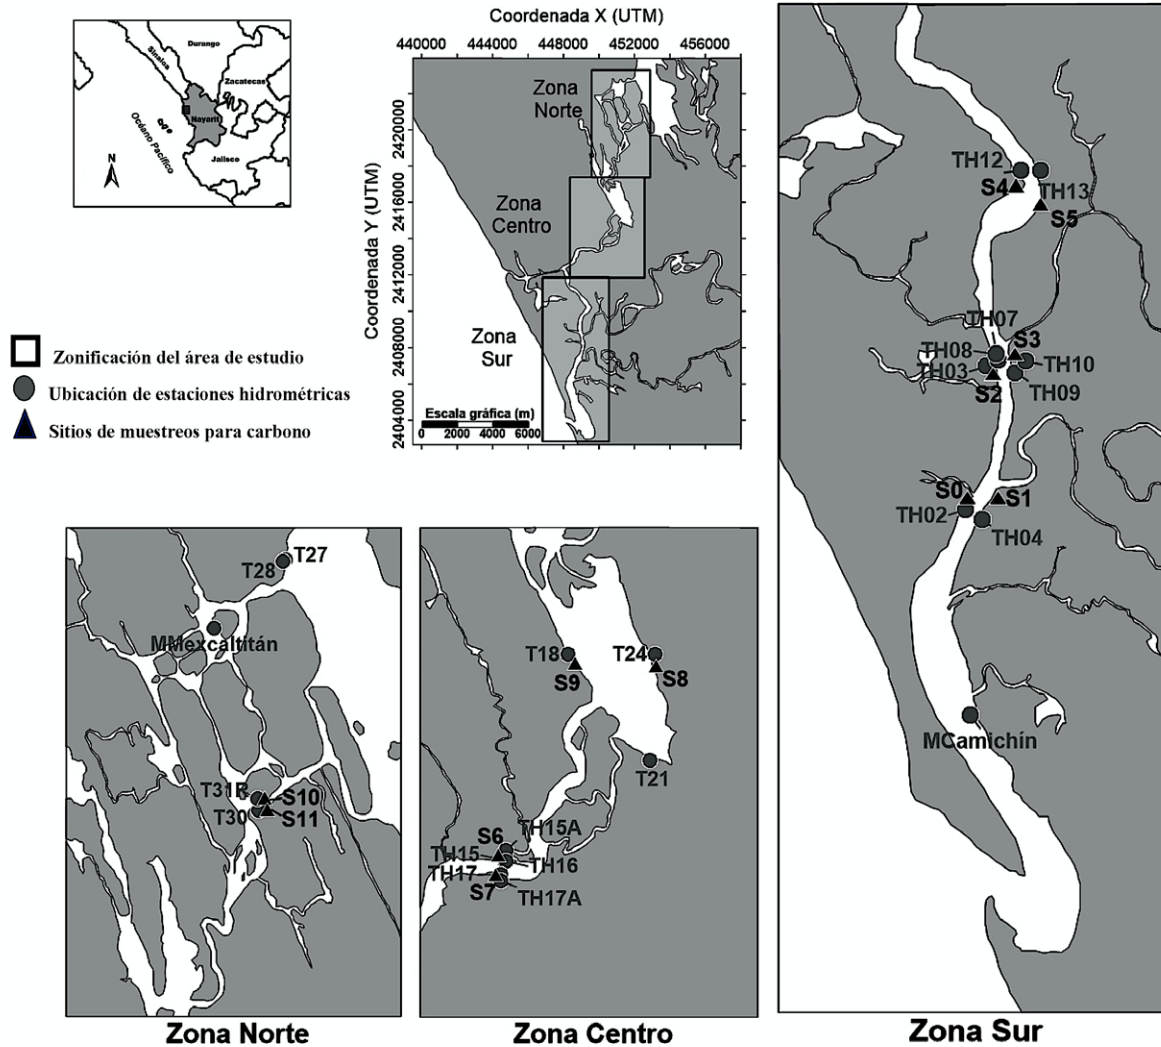 Durango
Sinaloa
Zacatecas
Nayarit
Océano Pacífico
Jalisco
N
Zonificación del área de estudio
Ubicación de estaciones hidrométricas
Sitios de muestreos para carbono
Coordenada X (UTM)
440000 444000 448000 452000 456000
Coordenada Y (UTM)
2420000
2416000
2412000
2408000
2404000
Zona
Norte
Zona
Centro
Zona
Sur
Escala gráfica (m)
0 2000 4000 6000
T27
T28
MMexcaltitán
T31R
S10
T30
S11
Zona Norte
T18
T24
S9
S8
T21
TH15A
S6
TH15
TH16
TH17
S7
TH17A
Zona Centro
TH12
S4
TH13
S5
TH07
S3
TH08
TH10
TH03
S2
TH09
S0
S1
TH02
TH04
MCamichín
Zona Sur